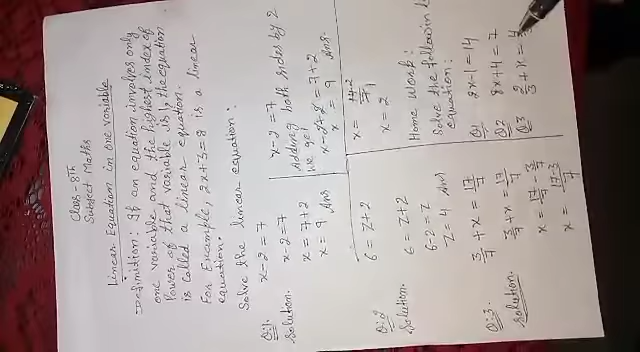 Class-8th
Subject Maths
Linear Equation in one variable
Definition: If an equation involves only
one variable and the highest index of
Power of that variable is 1, the equation
is called a linear equation.
For Example, 2x+3=8 is a linear
equation.
Solve the linear equation:
Q:1. x-2=7
Solution. x-2=7
x=7+2
x=9 Ans
x-2=7
Adding both sides by 2
we get
x-2+2=7+2
x = 9 Ans.
Q:2 6=z+2
Solution. 6=z+2
6-2=z
z=4 Ans
Q:3. 3/7+x=17/7
Solution. 3/7+x=17/7
x=17/7-3/7
x=17-3/7
x=14/7
x=2
Home Work:
Solve the following
equation:
Q1 2x-1=14
Q2 8x+4=7
Q3 2/3+x=